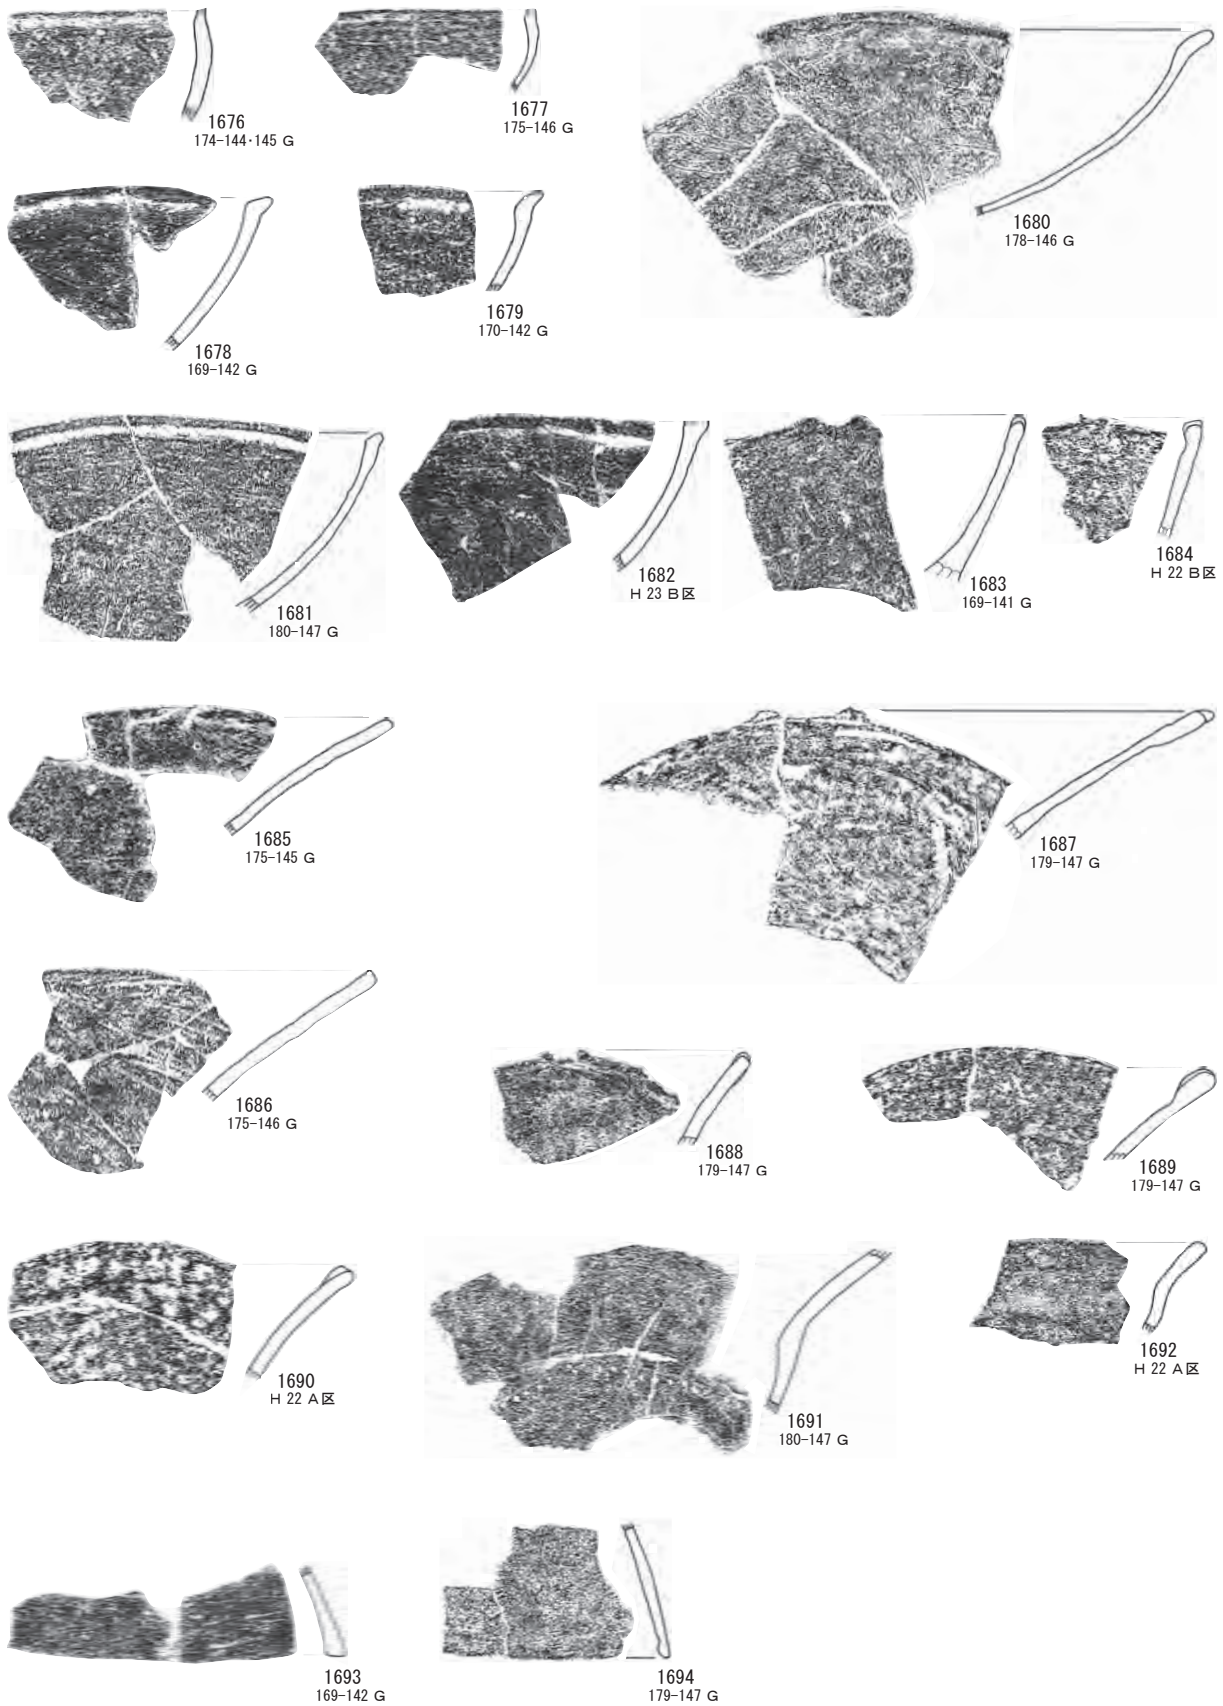 1676
174-144・145 G
1677
175-146 G
1680
178-146 G
1679
170-142 G
1678
169-142 G
1681
180-147 G
1682
H 23 B区
1683
169-141 G
1684
H 22 B区
1685
175-145 G
1687
179-147 G
1686
175-146 G
1688
179-147 G
1689
179-147 G
1690
H 22 A区
1691
180-147 G
1692
H 22 A区
1693
169-142 G
1694
179-147 G